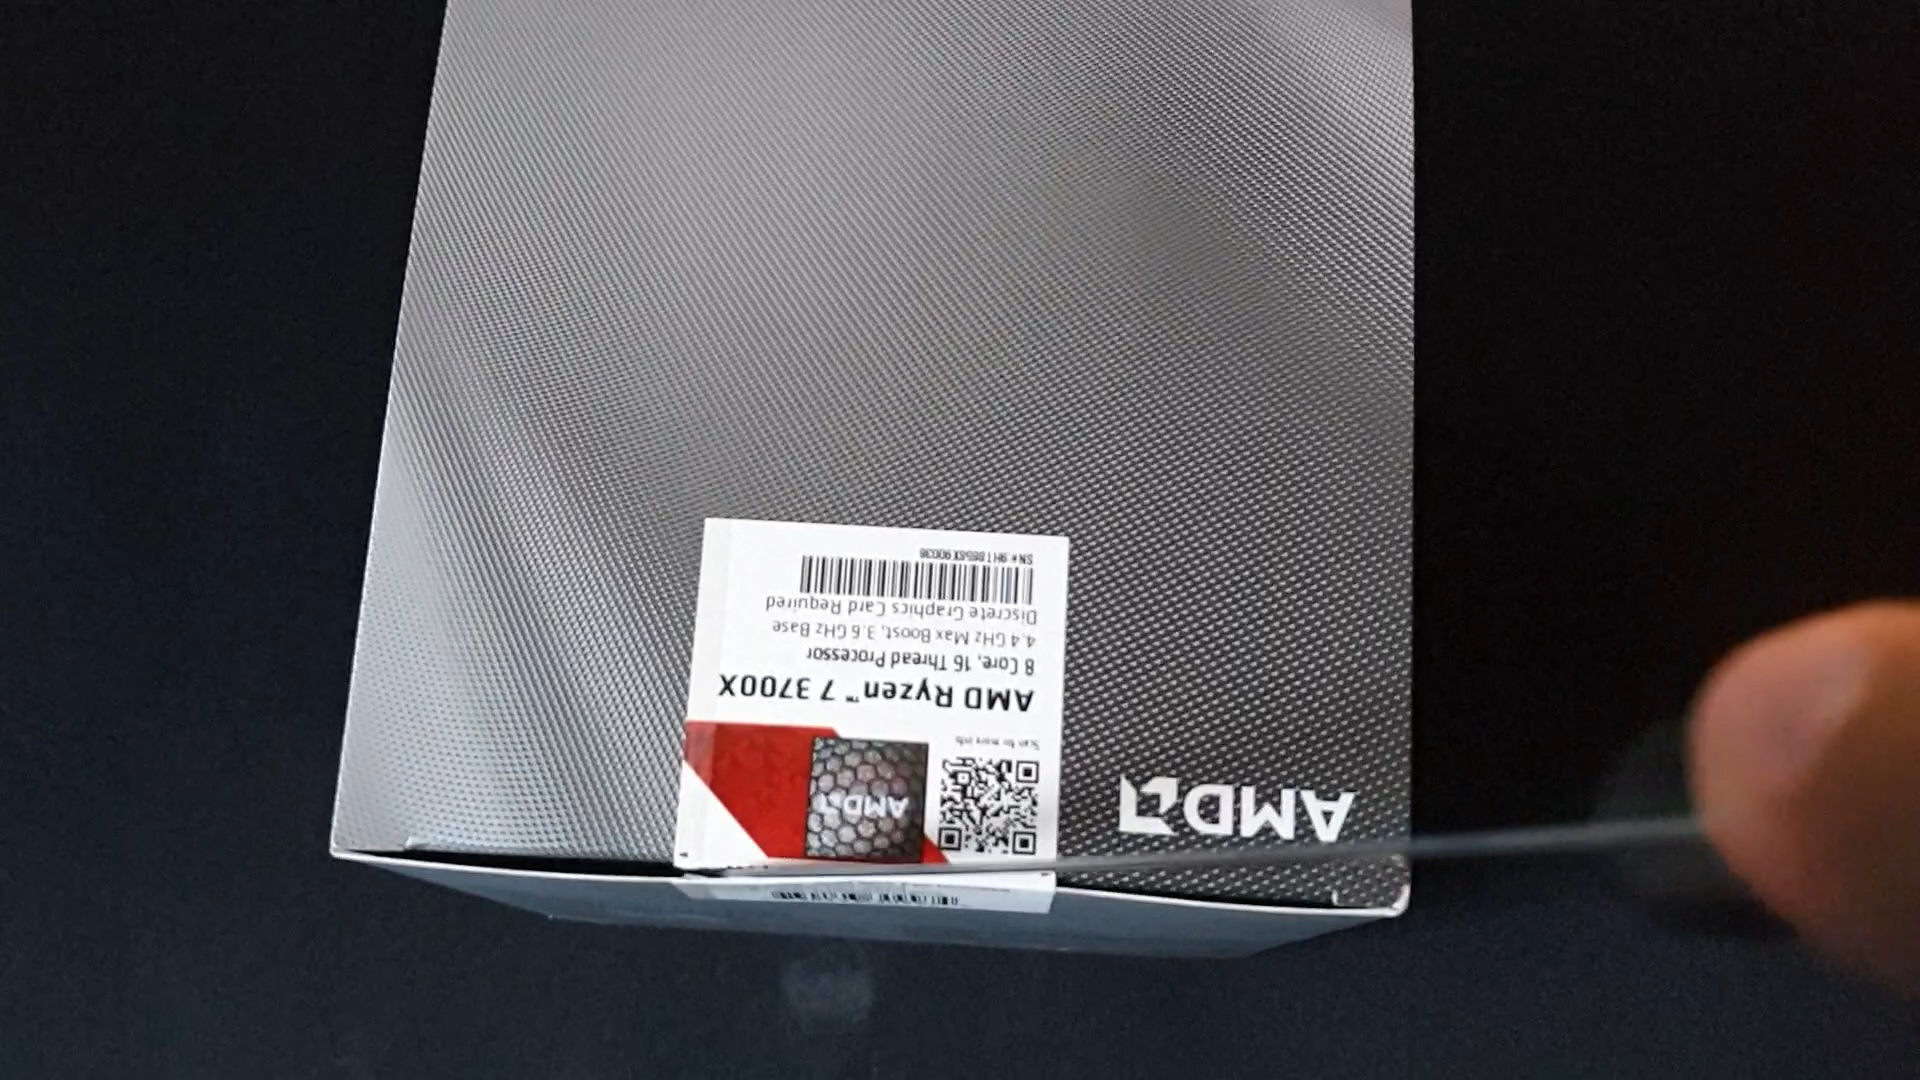 AMD
Scan for more info
AMD
AMD Ryzen™ 7 3700X
8 Core, 16 Thread Processor
4.4 GHz Max Boost, 3.6 GHz Base
Discrete Graphics Card Required